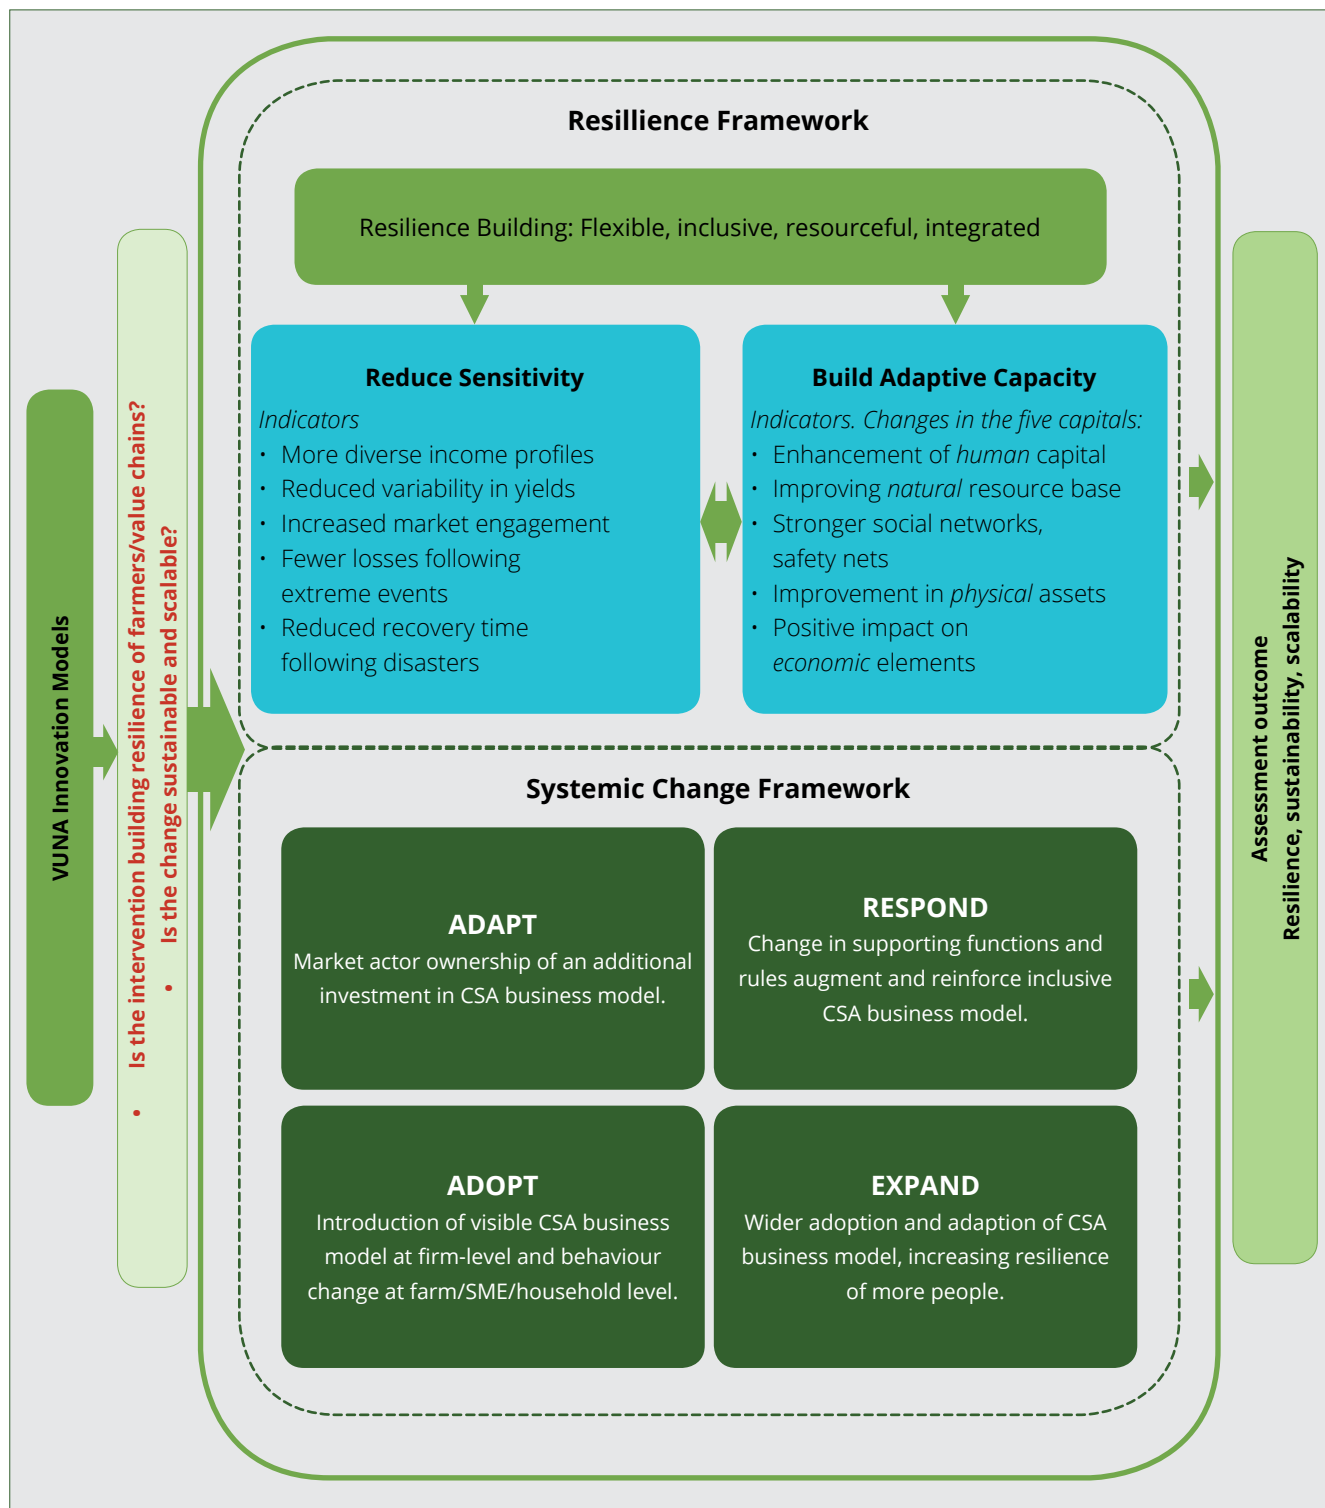 VUNA Innovation Models
• Is the intervention building resilience of farmers/value chains?
• Is the change sustainable and scalable?
Resillience Framework
Resilience Building: Flexible, inclusive, resourceful, integrated
Reduce Sensitivity
Indicators
• More diverse income profiles
• Reduced variability in yields
• Increased market engagement
• Fewer losses following
extreme events
• Reduced recovery time
following disasters
Build Adaptive Capacity
Indicators. Changes in the five capitals:
• Enhancement of human capital
• Improving natural resource base
• Stronger social networks,
safety nets
• Improvement in physical assets
• Positive impact on
economic elements
Systemic Change Framework
ADAPT
Market actor ownership of an additional
investment in CSA business model.
RESPOND
Change in supporting functions and
rules augment and reinforce inclusive
CSA business model.
ADOPT
Introduction of visible CSA business
model at firm-level and behaviour
change at farm/SME/household level.
EXPAND
Wider adoption and adaption of CSA
business model, increasing resilience
of more people.
Assessment outcome
Resilience, sustainability, scalability